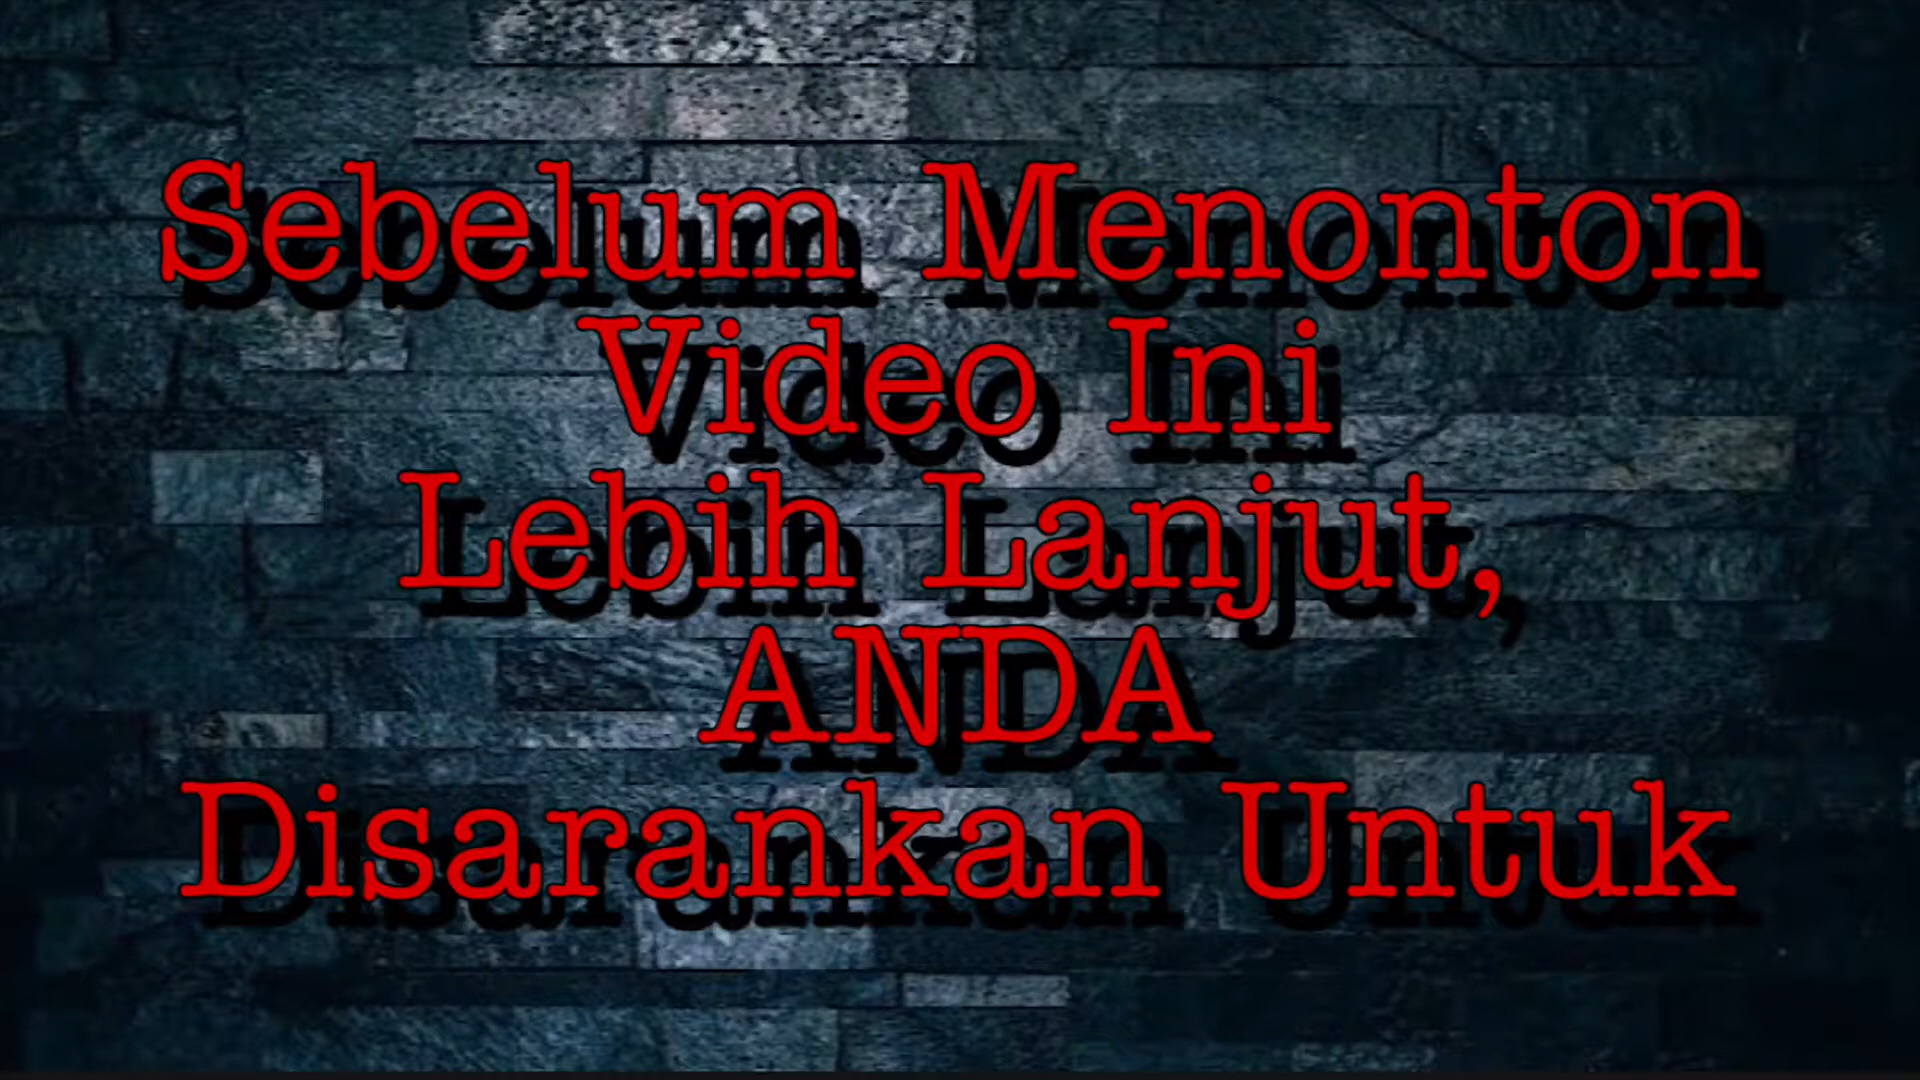 Sebelum Menonton
Video Ini
Lebih Lanjut,
ANDA
Disarankan Untuk